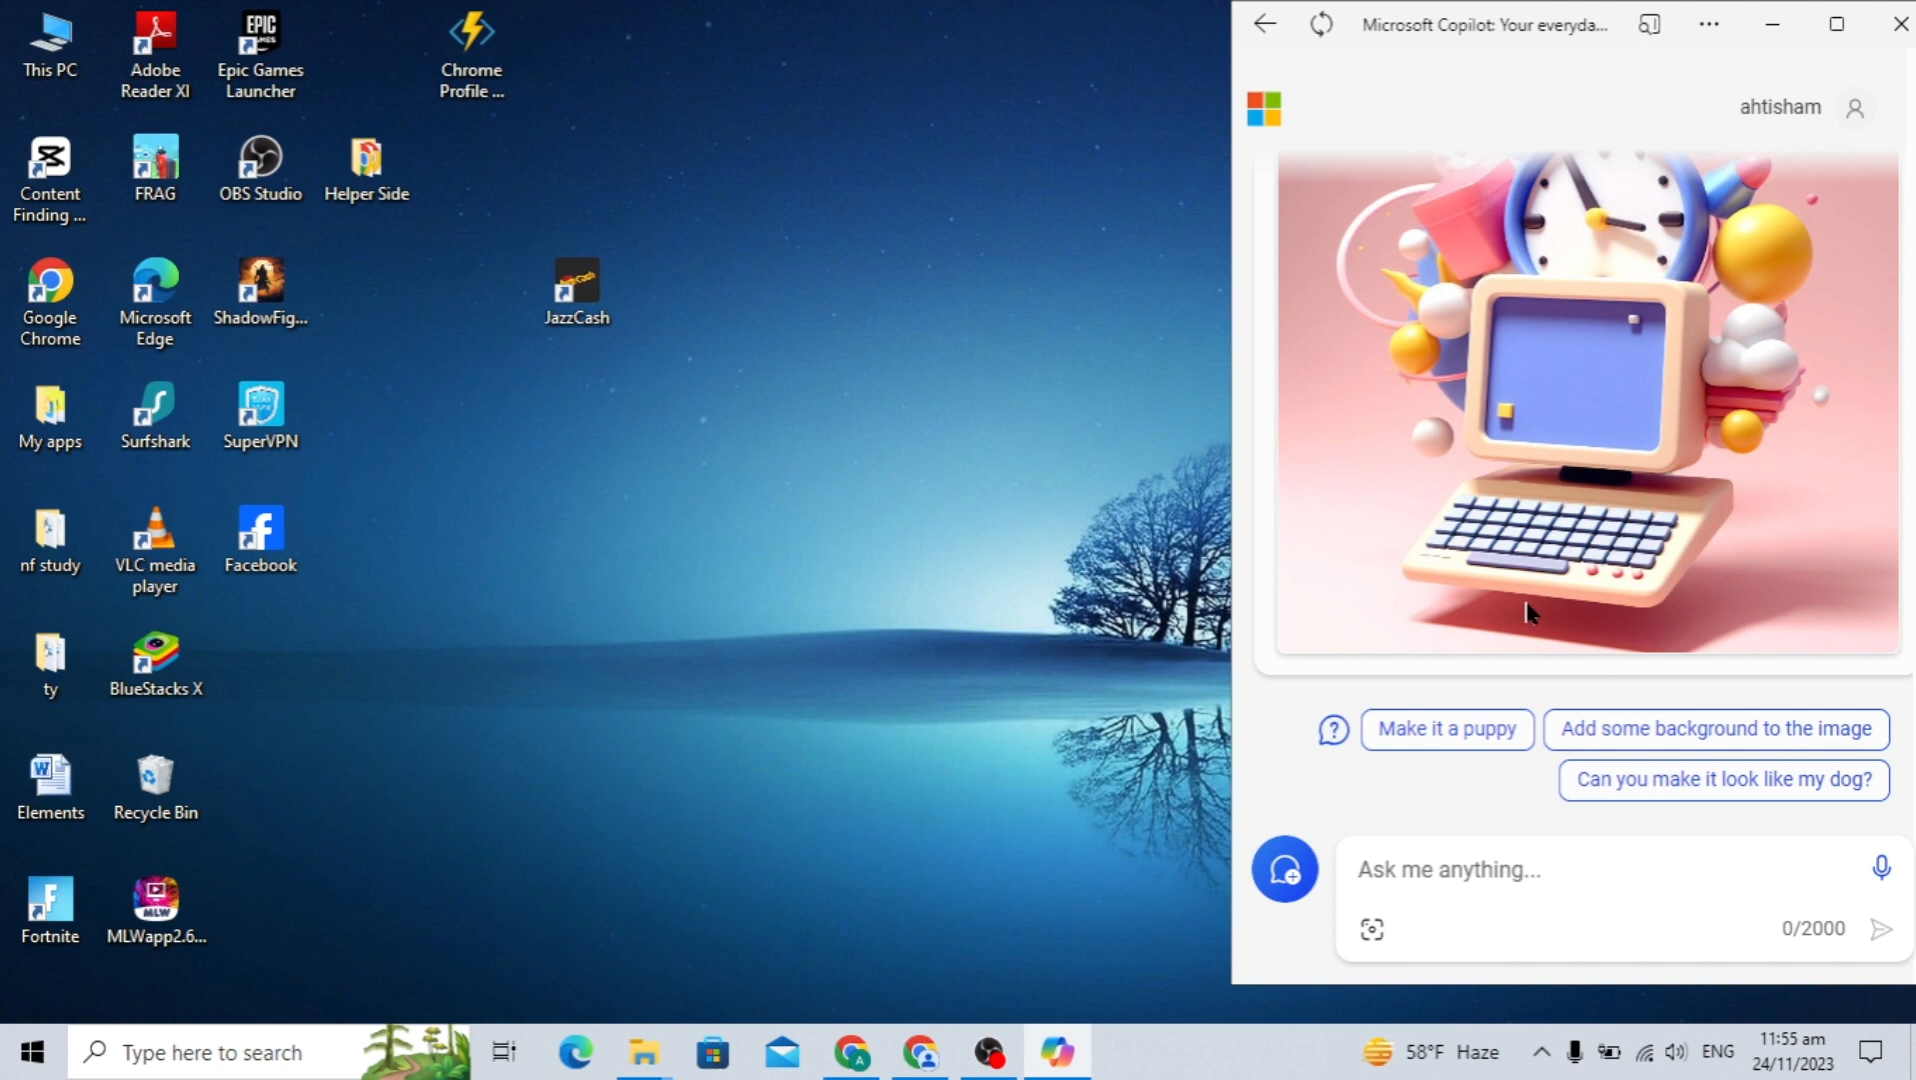 This PC
Adobe
Reader XI
EPIC
GAMES
Epic Games
Launcher
Chrome
Profile ...
Content
Finding ...
FRAG
OBS Studio
Helper Side
Google
Chrome
Microsoft
Edge
ShadowFig...
JazzCash
My apps
Surfshark
SuperVPN
nf study
VLC media
player
Facebook
ty
BlueStacks X
Elements
Recycle Bin
Fortnite
MLW
MLWapp2.6...
Microsoft Copilot: Your everyda...
ahtisham
Make it a puppy
Add some background to the image
Can you make it look like my dog?
Ask me anything...
0/2000
Type here to search
58°F Haze
ENG
11:55 am
24/11/2023